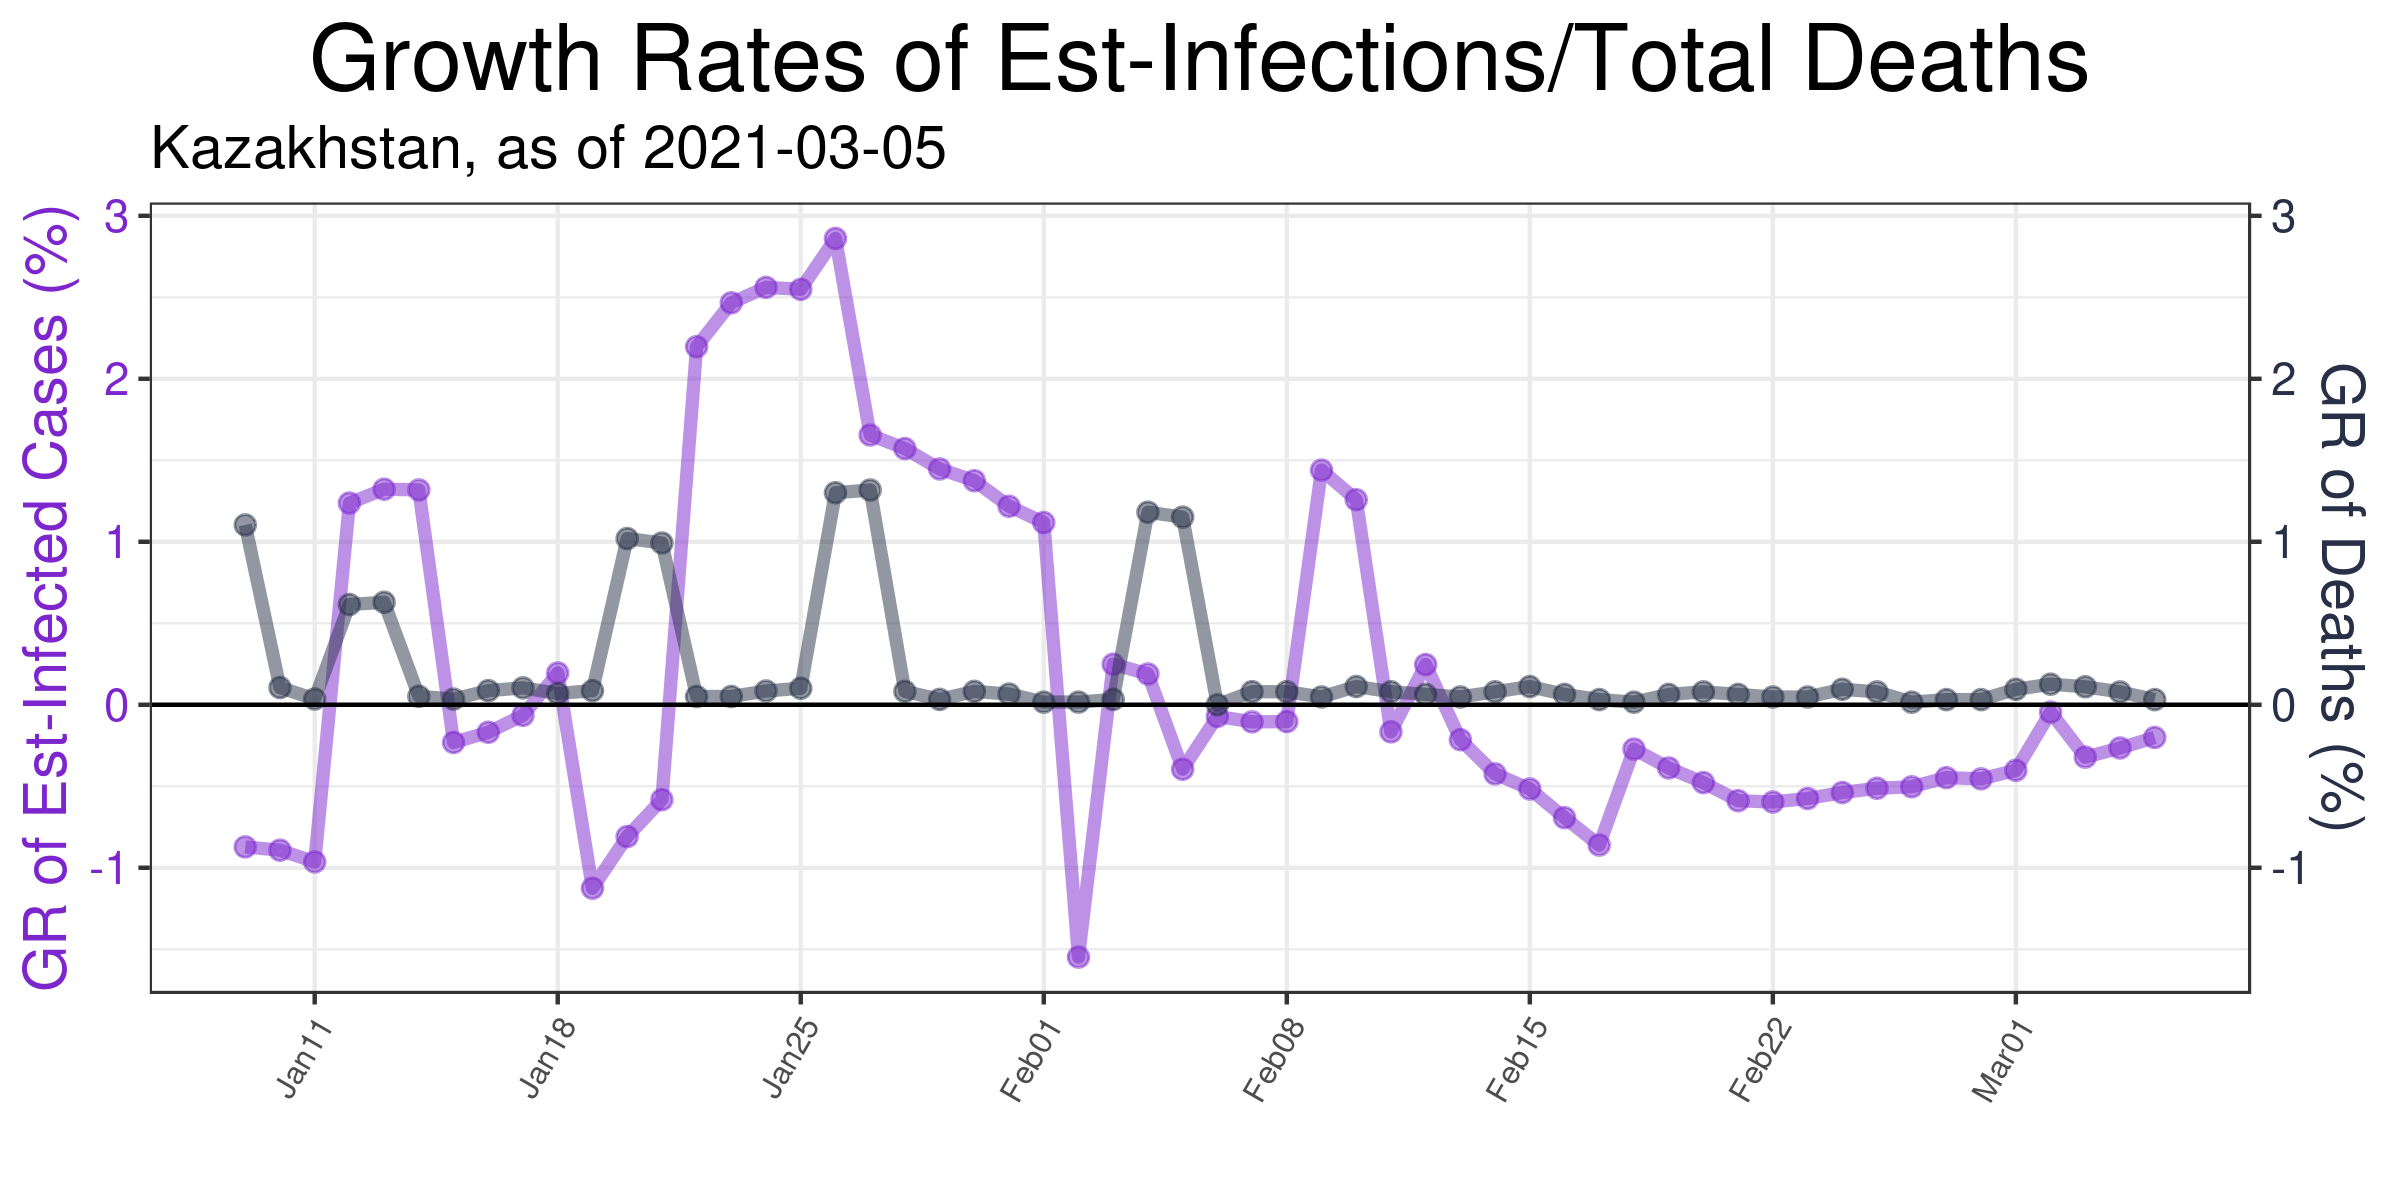 Growth Rates of Est-Infections/Total Deaths
Kazakhstan, as of 2021-03-05
GR of Est-Infected Cases (%)
3
2
1
0
-1
3
2
1
0
-1
GR of Deaths (%)
Jan11
Jan18
Jan25
Feb01
Feb08
Feb15
Feb22
Mar01